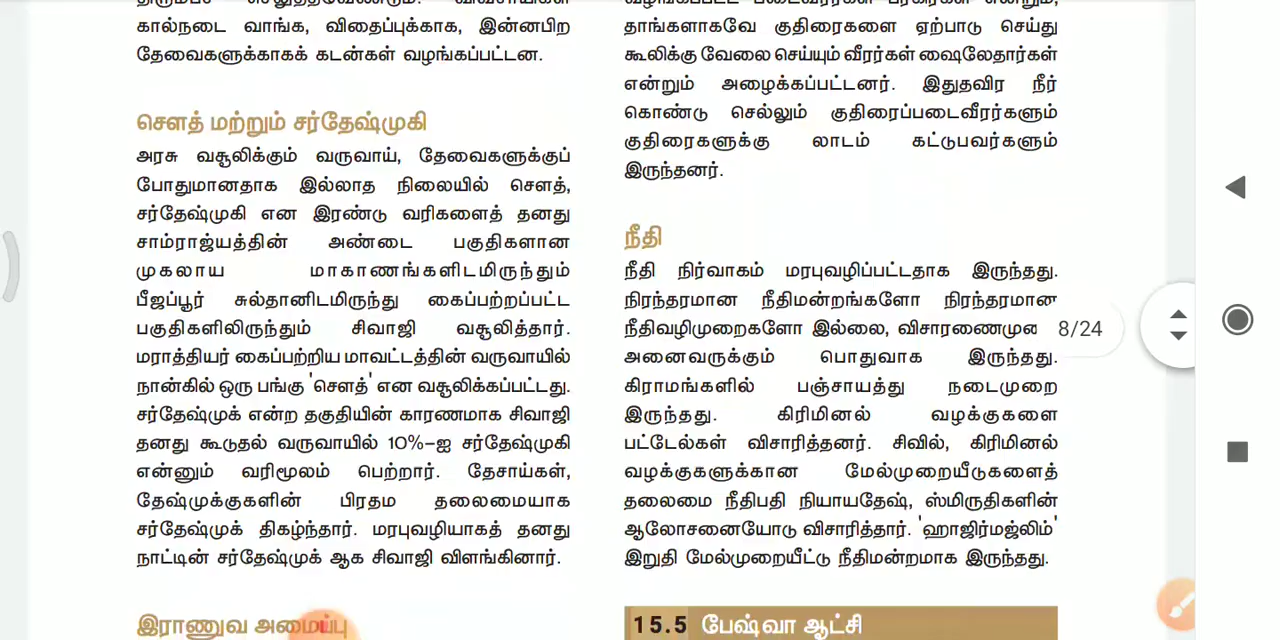 கால்நடை வாங்க, விதைப்புக்காக, இன்னபிற
தேவைகளுக்காகக் கடன்கள் வழங்கப்பட்டன.
சௌத் மற்றும் சர்தேஷ்முகி
அரசு வசூலிக்கும் வருவாய், தேவைகளுக்குப்
போதுமானதாக இல்லாத நிலையில் சௌத்,
சர்தேஷ்முகி என இரண்டு வரிகளைத் தனது
சாம்ராஜ்யத்தின் அண்டை பகுதிகளான
முகலாய மாகாணங்களிடமிருந்தும்
பீஜப்பூர் சுல்தானிடமிருந்து கைப்பற்றப்பட்ட
பகுதிகளிலிருந்தும் சிவாஜி வசூலித்தார்.
மராத்தியர் கைப்பற்றிய மாவட்டத்தின் வருவாயில்
நான்கில் ஒரு பங்கு 'சௌத்' என வசூலிக்கப்பட்டது.
சர்தேஷ்முக் என்ற தகுதியின் காரணமாக சிவாஜி
தனது கூடுதல் வருவாயில் 10%-ஐ சர்தேஷ்முகி
என்னும் வரிமூலம் பெற்றார். தேசாய்கள்,
தேஷ்முக்குகளின் பிரதம தலைமையாக
சர்தேஷ்முக் திகழ்ந்தார். மரபுவழியாகத் தனது
நாட்டின் சர்தேஷ்முக் ஆக சிவாஜி விளங்கினார்.
இராணுவ அமைப்பு
தாங்களாகவே குதிரைகளை ஏற்பாடு செய்து
கூலிக்கு வேலை செய்யும் வீரர்கள் ஷைலேதார்கள்
என்றும் அழைக்கப்பட்டனர். இதுதவிர நீர்
கொண்டு செல்லும் குதிரைப்படைவீரர்களும்
குதிரைகளுக்கு லாடம் கட்டுபவர்களும்
இருந்தனர்.
நீதி
நீதி நிர்வாகம் மரபுவழிப்பட்டதாக இருந்தது.
நிரந்தரமான நீதிமன்றங்களோ நிரந்தரமான
நீதிவழிமுறைகளோ இல்லை,
அனைவருக்கும் பொதுவாக இருந்தது.
கிராமங்களில் பஞ்சாயத்து நடைமுறை
இருந்தது. கிரிமினல் வழக்குகளை
பட்டேல்கள் விசாரித்தனர். சிவில், கிரிமினல்
வழக்குகளுக்கான மேல்முறையீடுகளைத்
தலைமை நீதிபதி நியாயதேஷ், ஸ்மிருதிகளின்
ஆலோசனையோடு விசாரித்தார். 'ஹாஜிர்மஜ்லிம்'
இறுதி மேல்முறையீட்டு நீதிமன்றமாக இருந்தது.
15.5 பேஷ்வா ஆட்சி
8/24